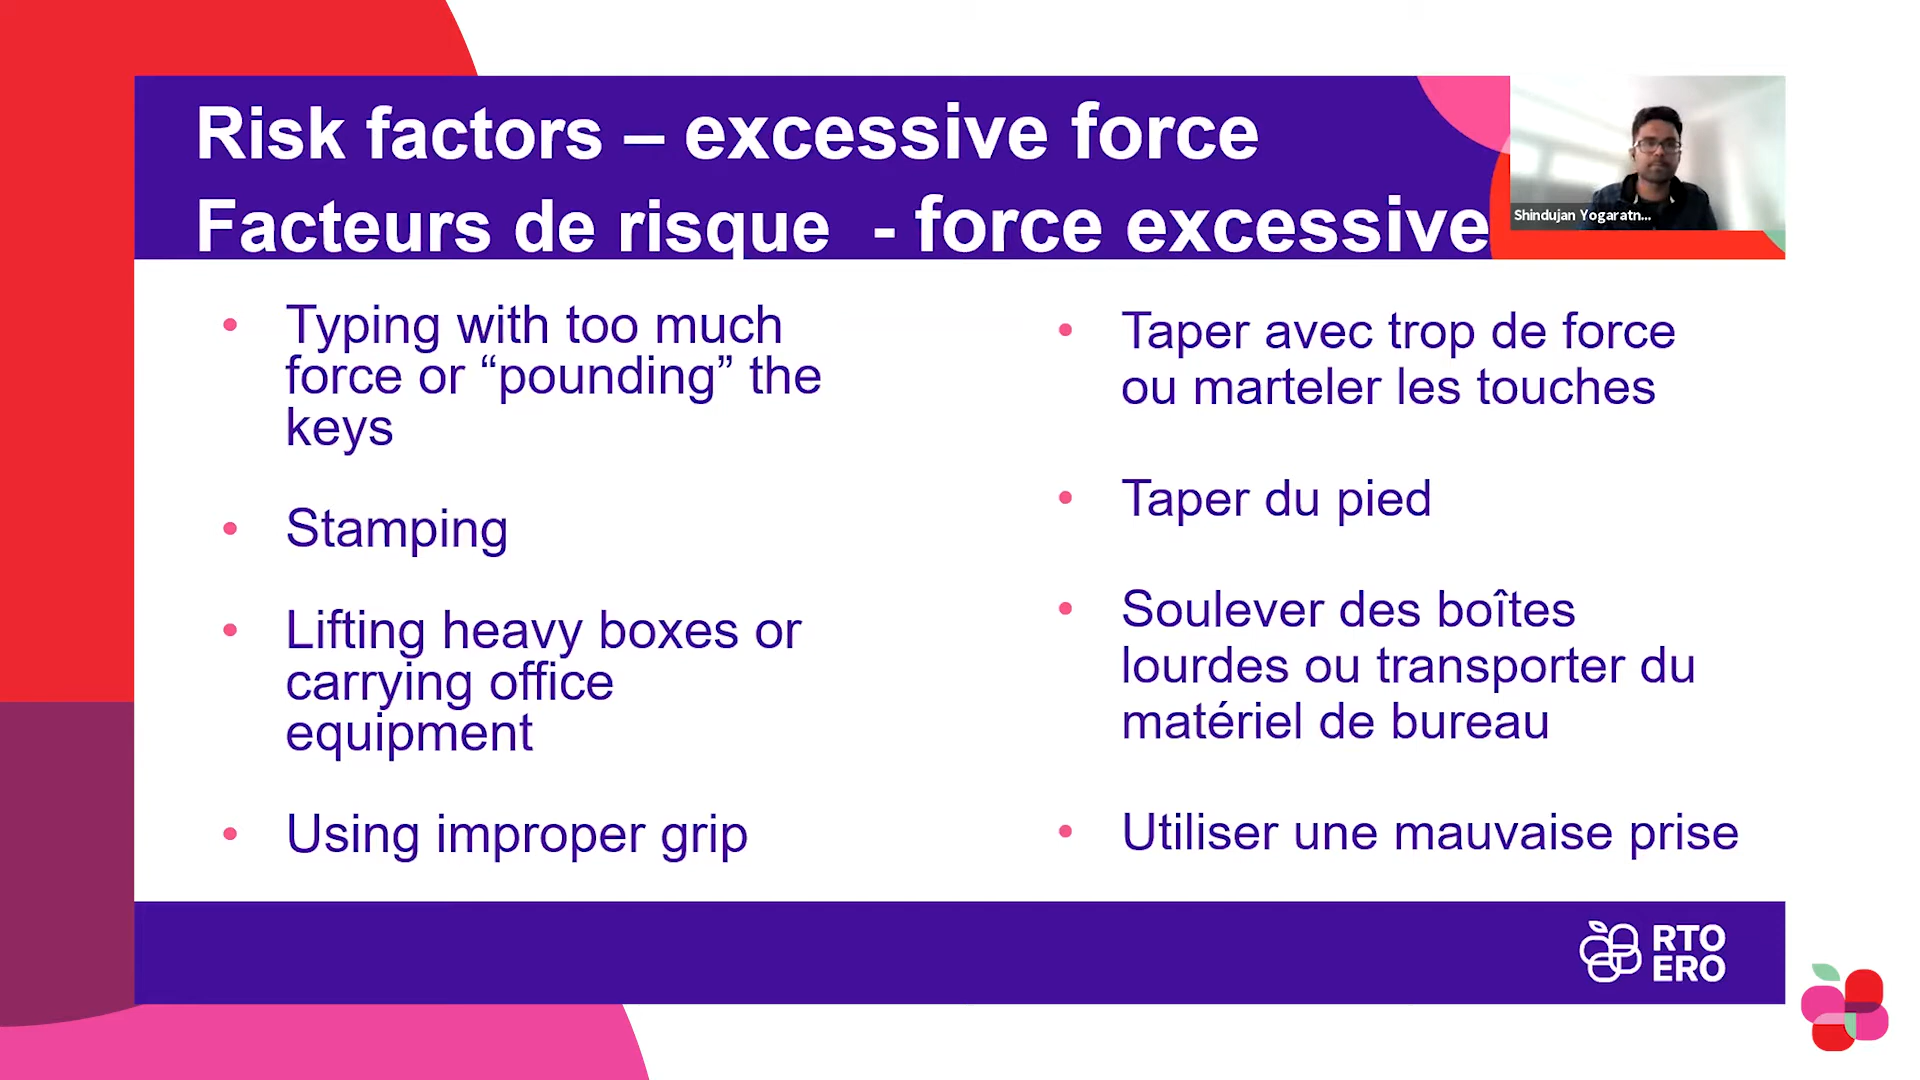 Risk factors – excessive force
Facteurs de risque - force excessive
Shindujan Yogaratn...
• Typing with too much
force or “pounding” the
keys
• Stamping
• Lifting heavy boxes or
carrying office
equipment
• Using improper grip
• Taper avec trop de force
ou marteler les touches
• Taper du pied
• Soulever des boîtes
lourdes ou transporter du
matériel de bureau
• Utiliser une mauvaise prise
RTO
ERO